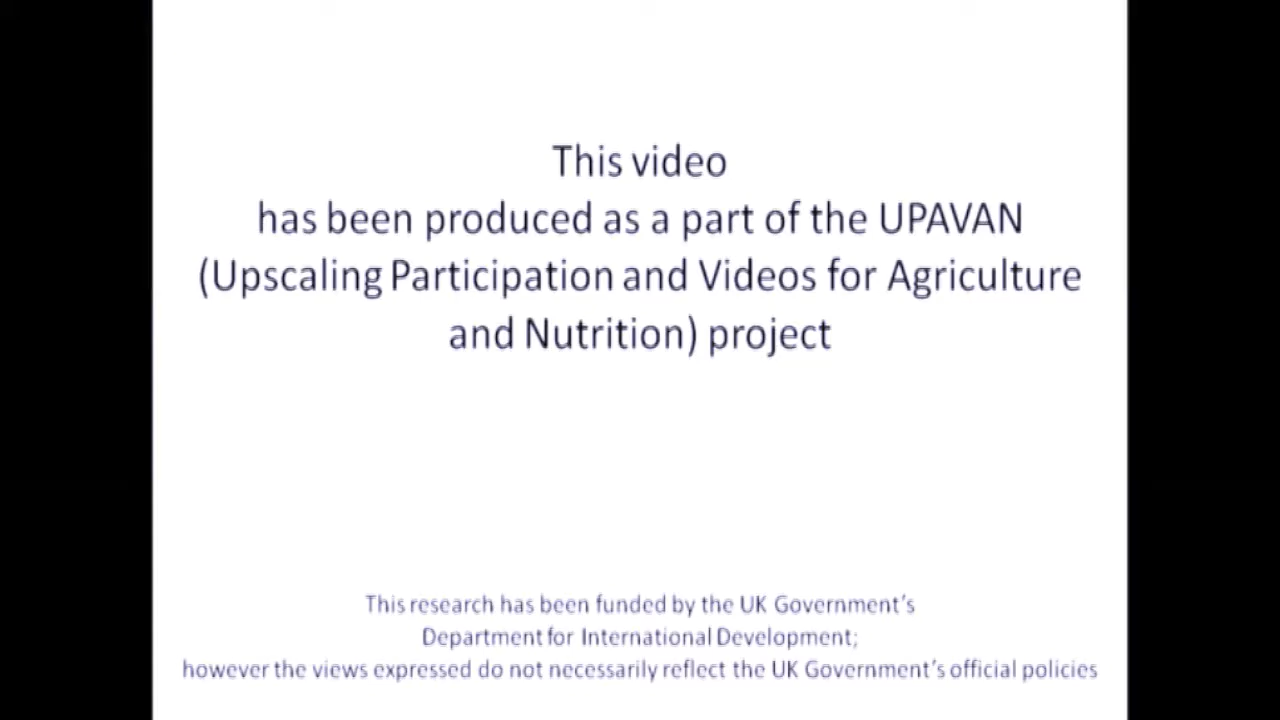 This video
has been produced as a part of the UPAVAN
(Upscaling Participation and Videos for Agriculture
and Nutrition) project
This research has been funded by the UK Government's
Department for International Development;
however the views expressed do not necessarily reflect the UK Government's official policies